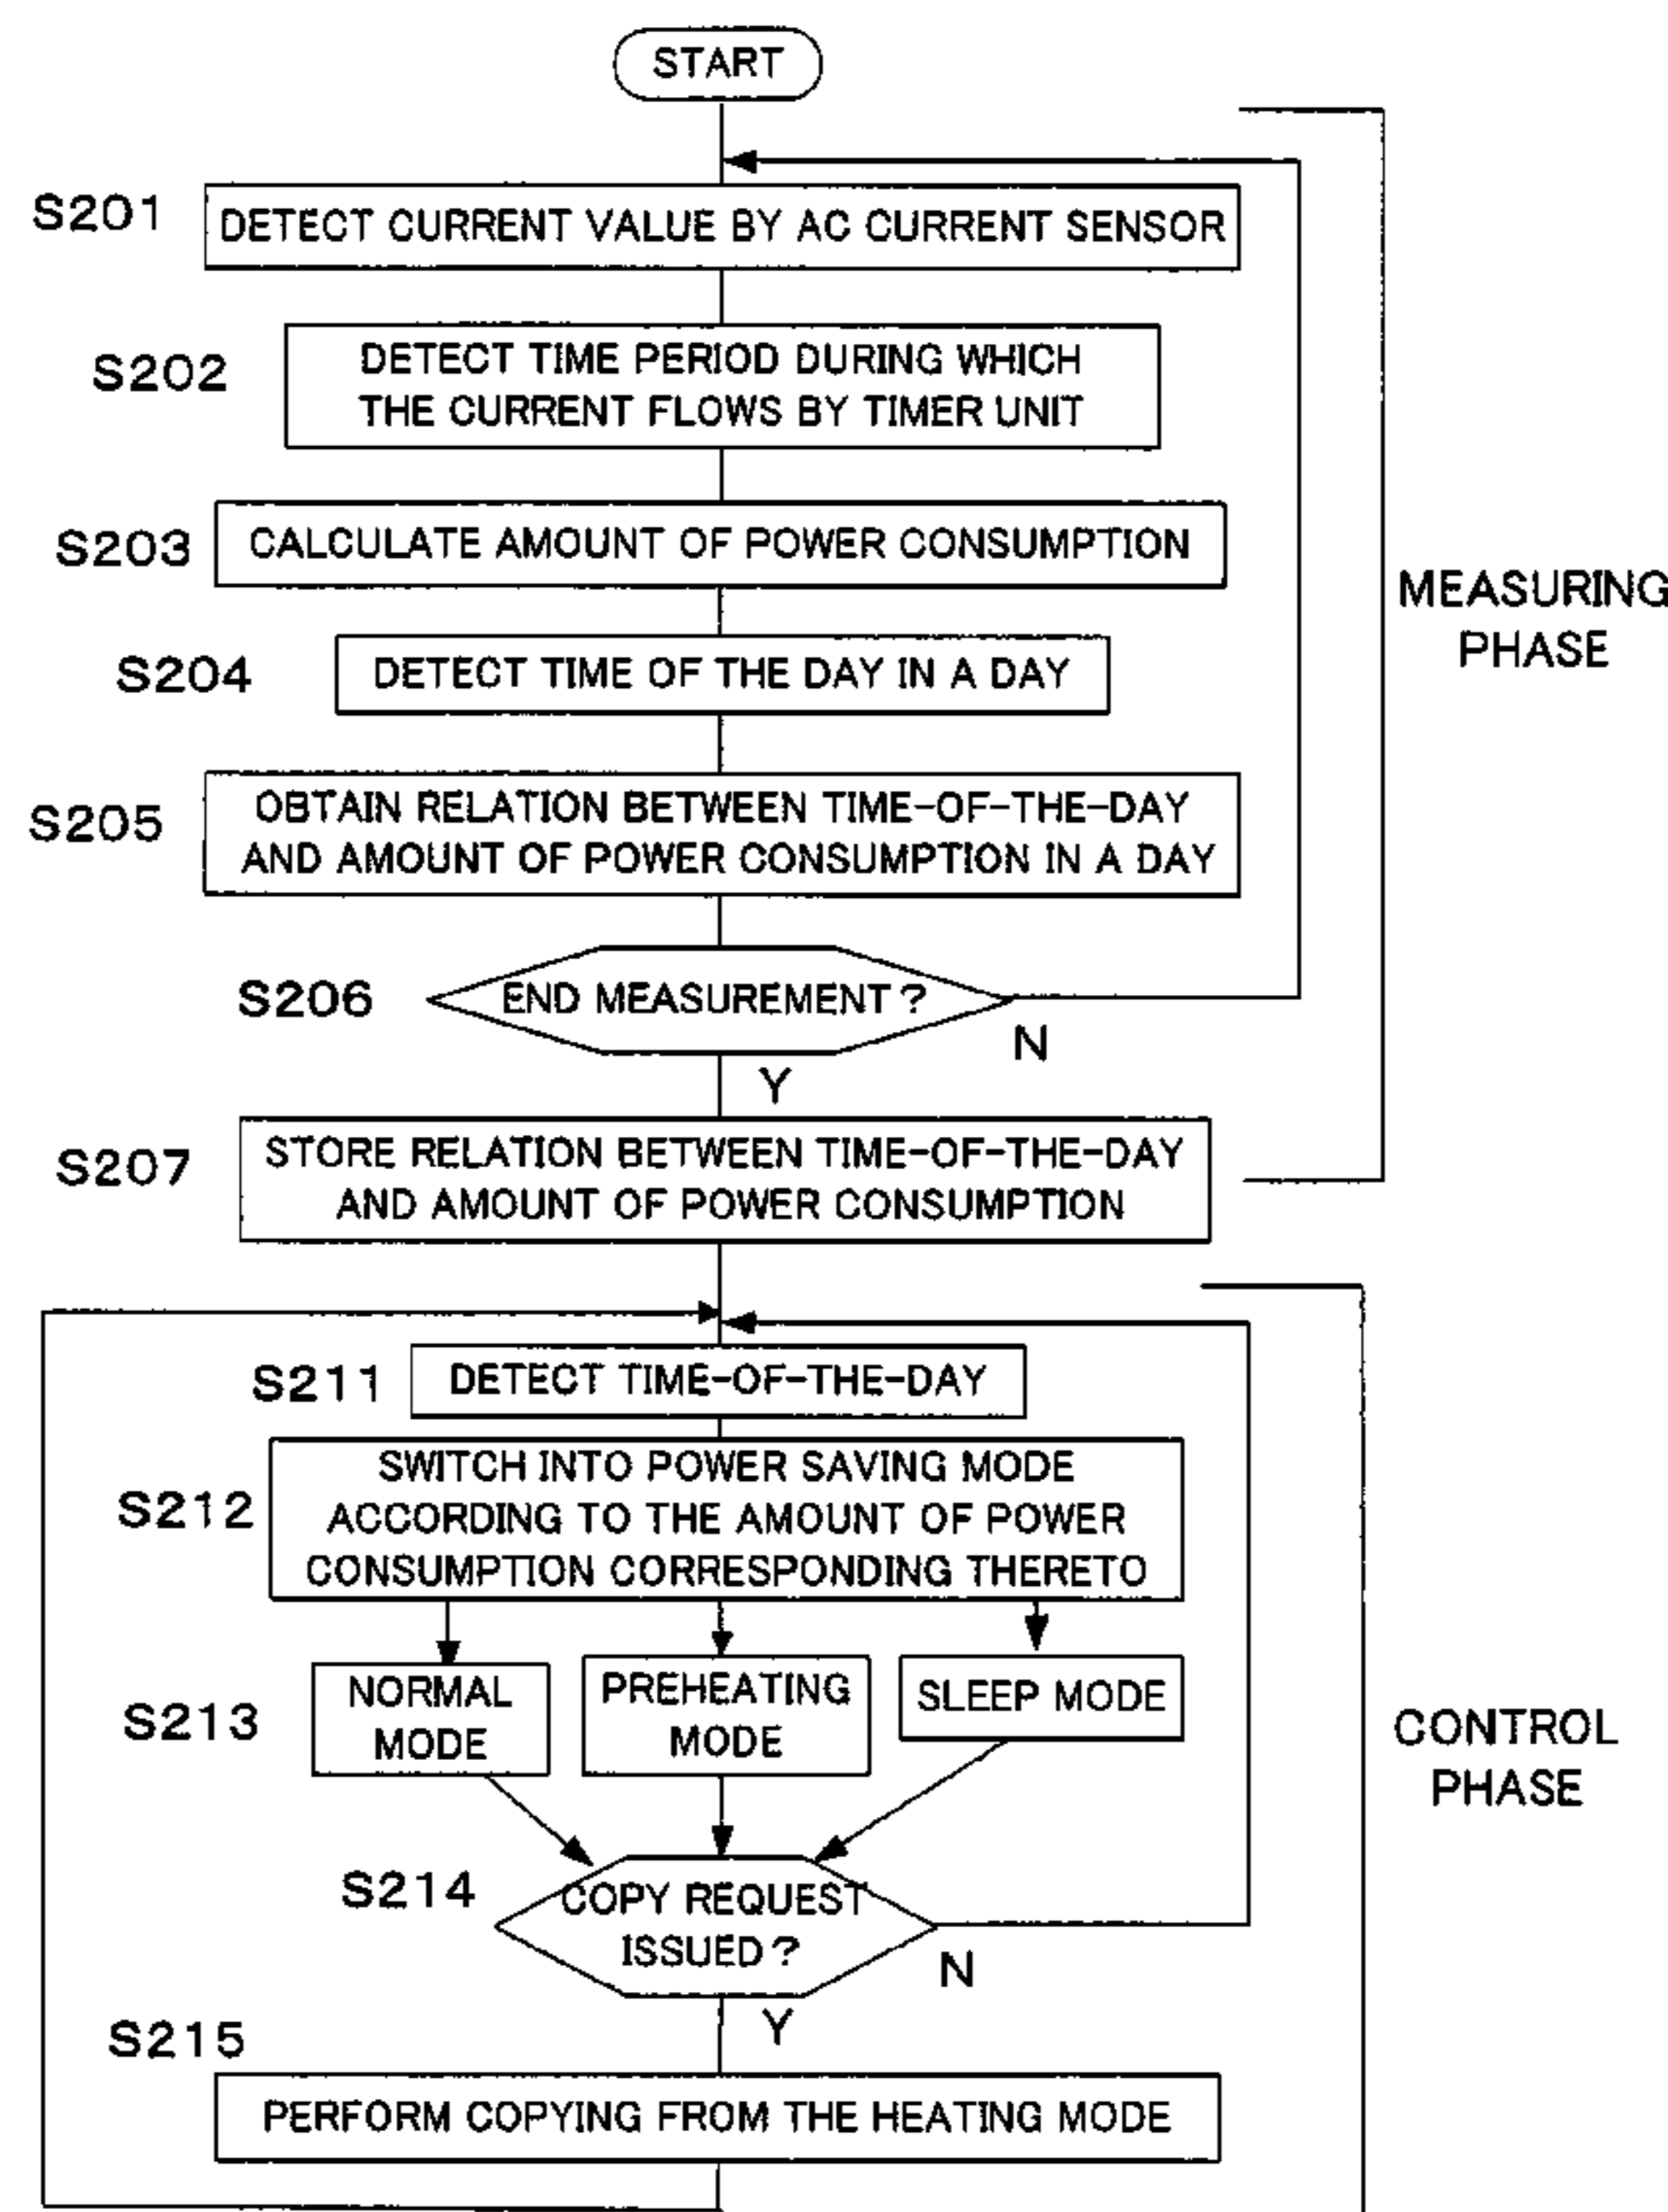 START
S201
DETECT CURRENT VALUE BY AC CURRENT SENSOR
S202
DETECT TIME PERIOD DURING WHICH
THE CURRENT FLOWS BY TIMER UNIT
S203
CALCULATE AMOUNT OF POWER CONSUMPTION
MEASURING
PHASE
S204
DETECT TIME OF THE DAY IN A DAY
S205
OBTAIN RELATION BETWEEN TIME-OF-THE-DAY
AND AMOUNT OF POWER CONSUMPTION IN A DAY
S206
END MEASUREMENT?
N
Y
S207
STORE RELATION BETWEEN TIME-OF-THE-DAY
AND AMOUNT OF POWER CONSUMPTION
S211
DETECT TIME-OF-THE-DAY
S212
SWITCH INTO POWER SAVING MODE
ACCORDING TO THE AMOUNT OF POWER
CONSUMPTION CORRESPONDING THERETO
S213
NORMAL
MODE
PREHEATING
MODE
SLEEP MODE
CONTROL
PHASE
S214
COPY REQUEST
ISSUED?
N
Y
S215
PERFORM COPYING FROM THE HEATING MODE